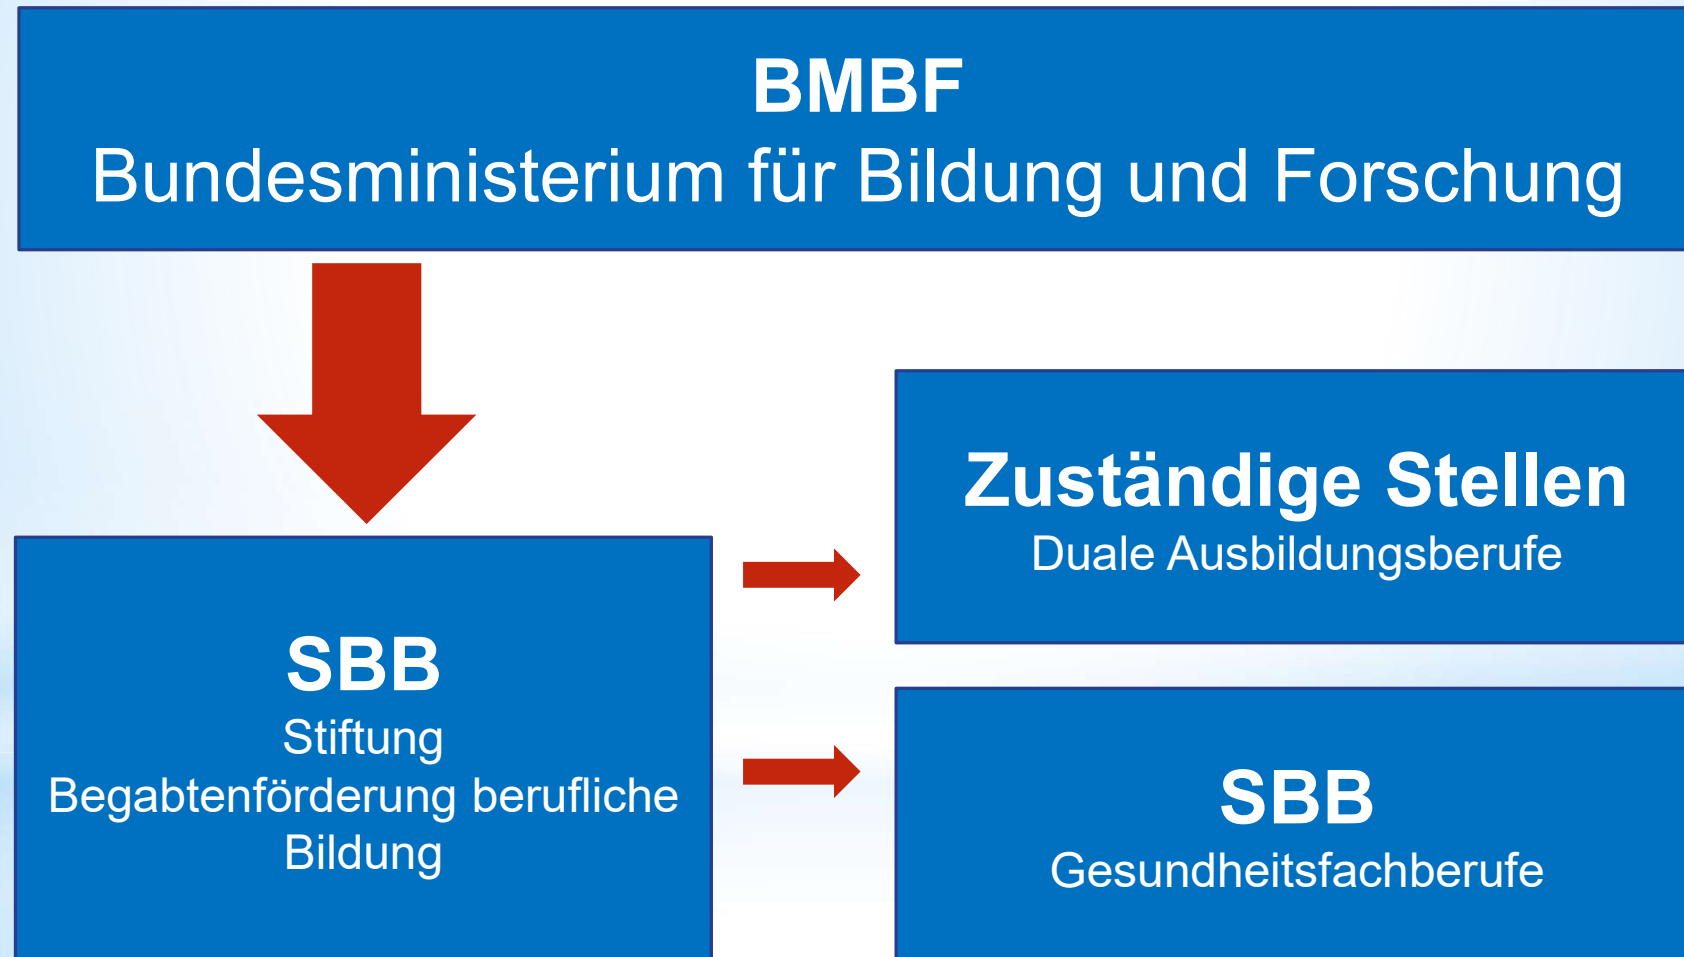 BMBF
Bundesministerium für Bildung und Forschung
Zuständige Stellen
Duale Ausbildungsberufe
SBB
Stiftung
Begabtenförderung berufliche
Bildung
SBB
Gesundheitsfachberufe